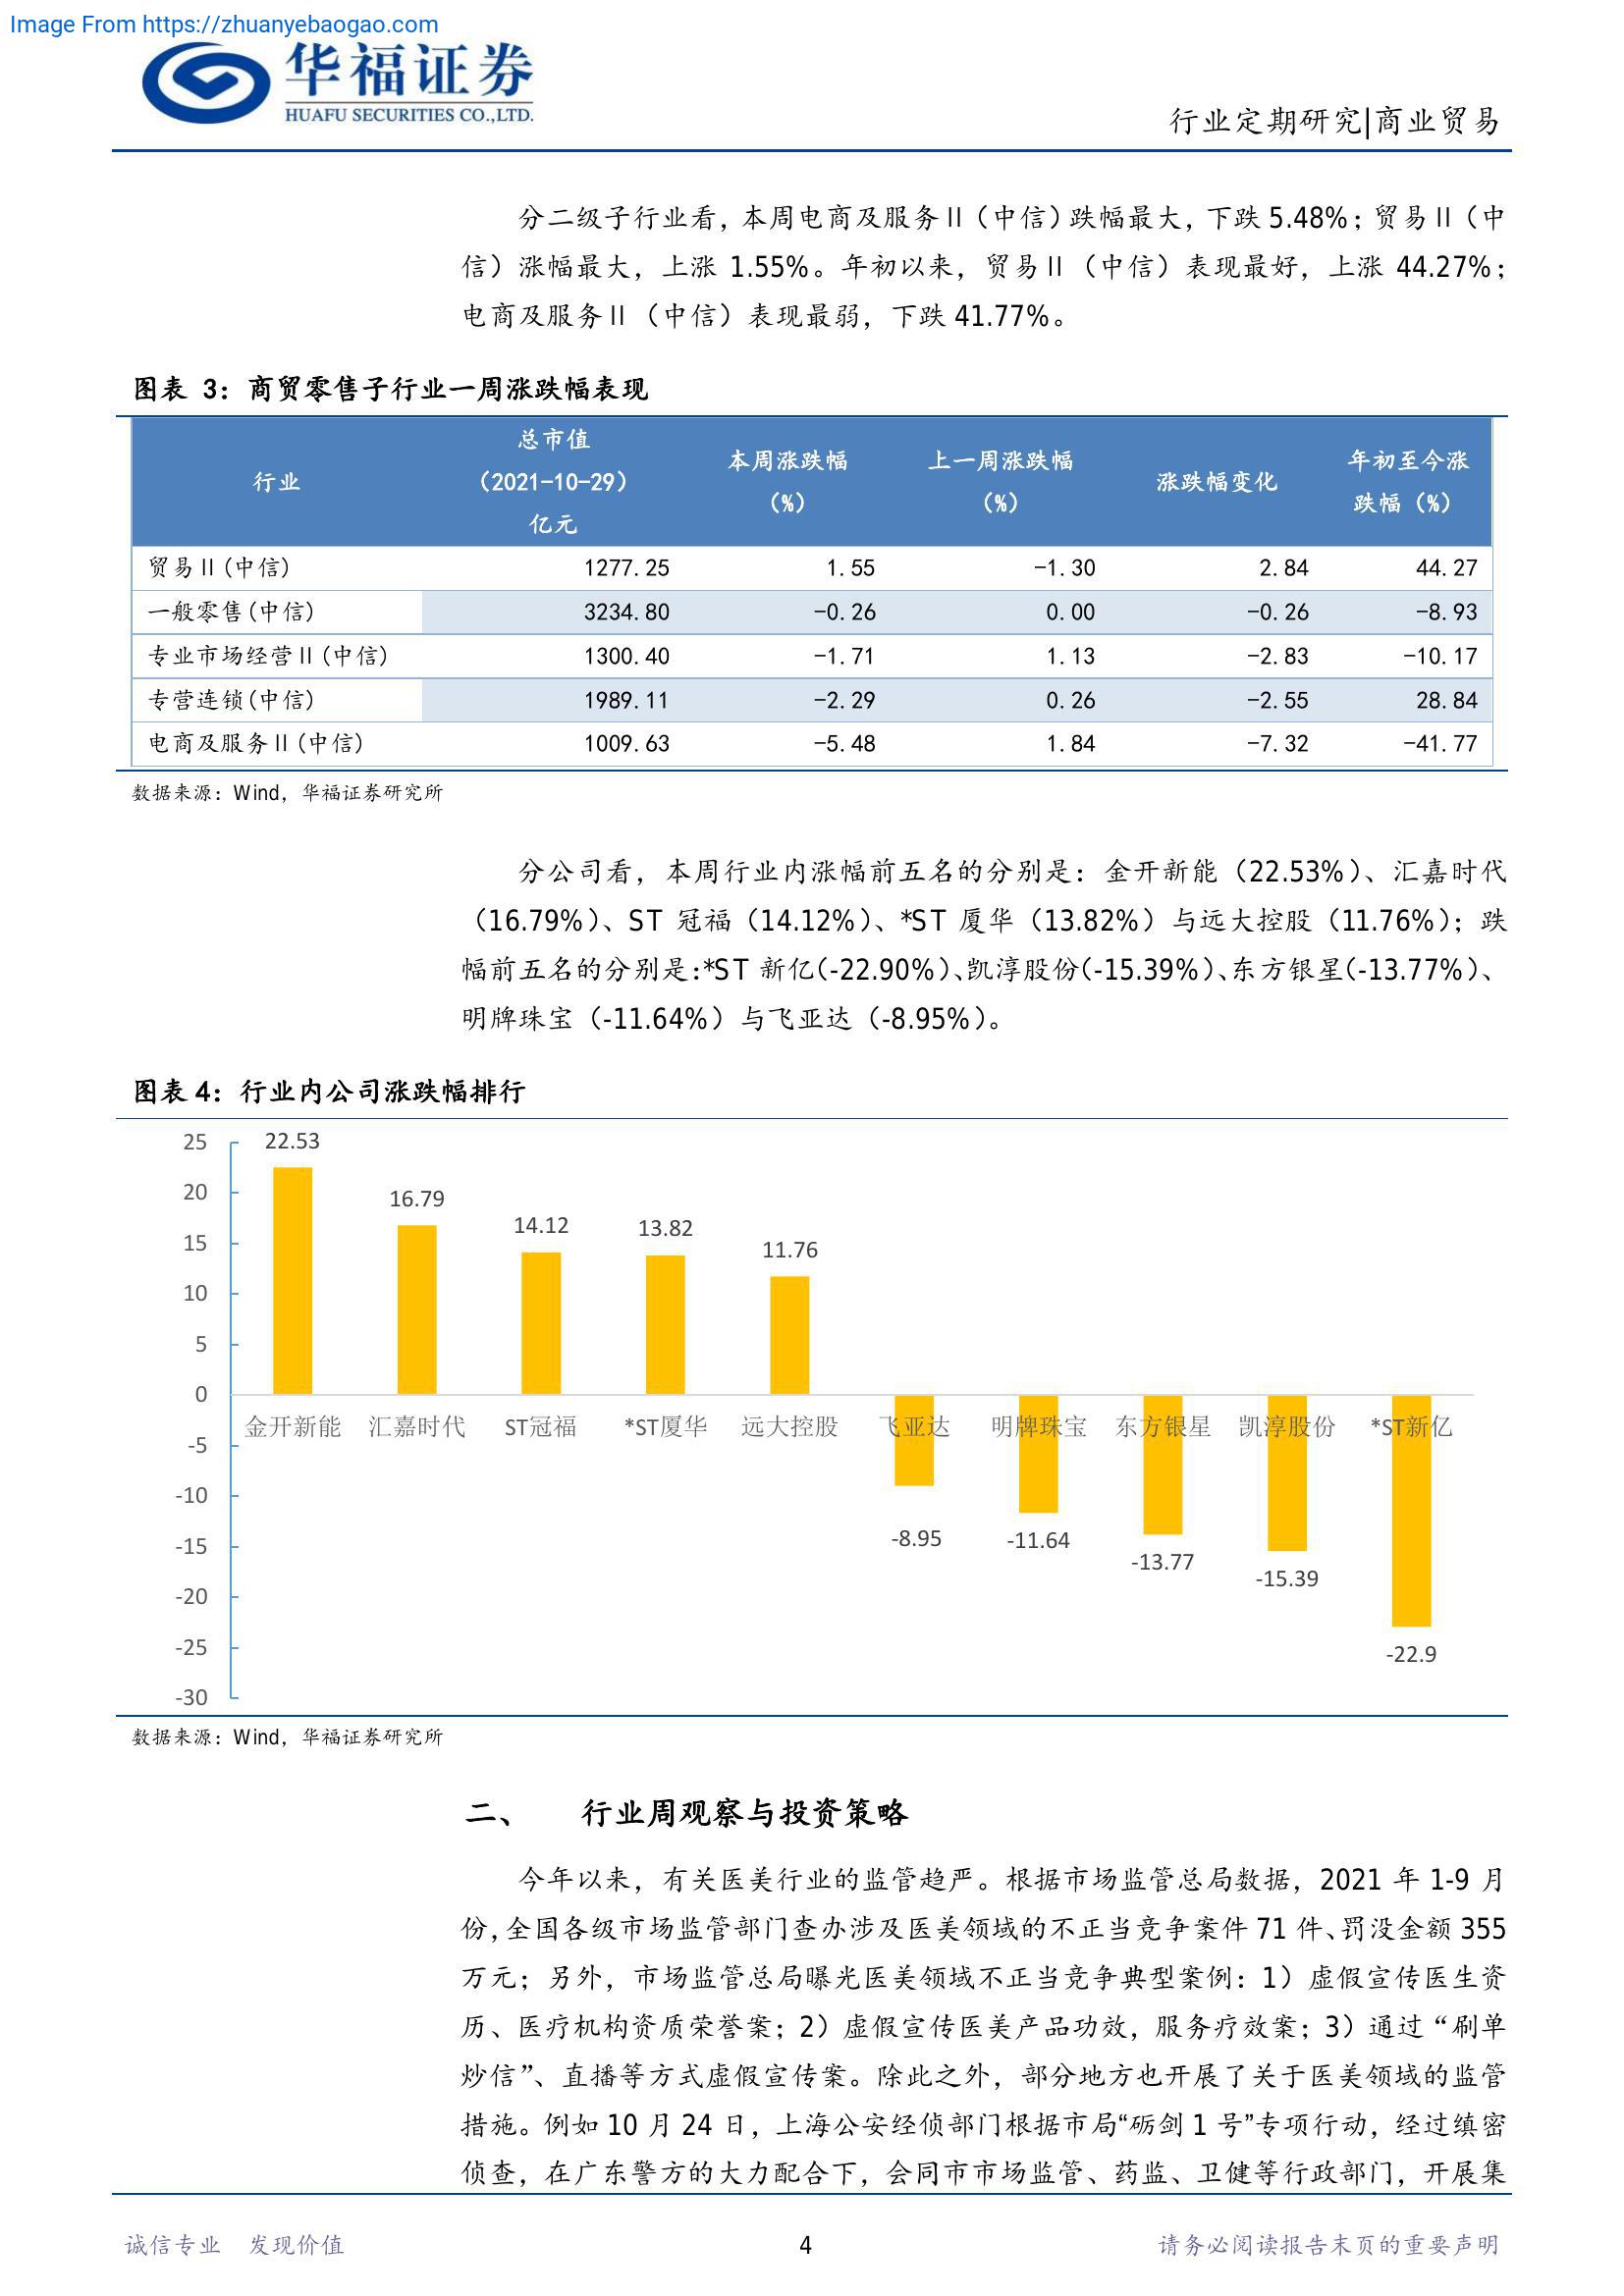 Image From https://zhuanyebaogao.com
华福证券
HUAFU SECURITIES CO.,LTD.
行业定期研究|商业贸易
分二级子行业看，本周电商及服务Ⅱ（中信）跌幅最大，下跌 5.48%；贸易Ⅱ（中
信）涨幅最大，上涨 1.55%。年初以来，贸易Ⅱ（中信）表现最好，上涨 44.27%；
电商及服务Ⅱ（中信）表现最弱，下跌 41.77%。
图表 3：商贸零售子行业一周涨跌幅表现
行业 总市值（2021-10-29）亿元 本周涨跌幅（%） 上一周涨跌幅（%） 涨跌幅变化 年初至今涨跌幅（%）
贸易Ⅱ(中信) 1277.25 1.55 -1.30 2.84 44.27
一般零售(中信) 3234.80 -0.26 0.00 -0.26 -8.93
专业市场经营Ⅱ(中信) 1300.40 -1.71 1.13 -2.83 -10.17
专营连锁(中信) 1989.11 -2.29 0.26 -2.55 28.84
电商及服务Ⅱ(中信) 1009.63 -5.48 1.84 -7.32 -41.77
数据来源：Wind，华福证券研究所
分公司看，本周行业内涨幅前五名的分别是：金开新能（22.53%）、汇嘉时代
（16.79%）、ST 冠福（14.12%）、*ST 厦华（13.82%）与远大控股（11.76%）；跌
幅前五名的分别是：*ST 新亿（-22.90%）、凯淳股份（-15.39%）、东方银星（-13.77%）、
明牌珠宝（-11.64%）与飞亚达（-8.95%）。
图表 4：行业内公司涨跌幅排行
25
20
15
10
5
0
-5
-10
-15
-20
-25
-30
22.53
16.79
14.12
13.82
11.76
金开新能 汇嘉时代 ST冠福 *ST厦华 远大控股 飞亚达 明牌珠宝 东方银星 凯淳股份 *ST新亿
-8.95
-11.64
-13.77
-15.39
-22.9
数据来源：Wind，华福证券研究所
二、 行业周观察与投资策略
今年以来，有关医美行业的监管趋严。根据市场监管总局数据，2021 年 1-9 月
份，全国各级市场监管部门查办涉及医美领域的不正当竞争案件 71 件、罚没金额 355
万元；另外，市场监管总局曝光医美领域不正当竞争典型案例：1）虚假宣传医生资
历、医疗机构资质荣誉案；2）虚假宣传医美产品功效，服务疗效案；3）通过“刷单
炒信”、直播等方式虚假宣传案。除此之外，部分地方也开展了关于医美领域的监管
措施。例如 10 月 24 日，上海公安经侦部门根据市局“砺剑 1 号”专项行动，经过缜密
侦查，在广东警方的大力配合下，会同市市场监管、药监、卫健等行政部门，开展集
诚信专业 发现价值
4
请务必阅读报告末页的重要声明